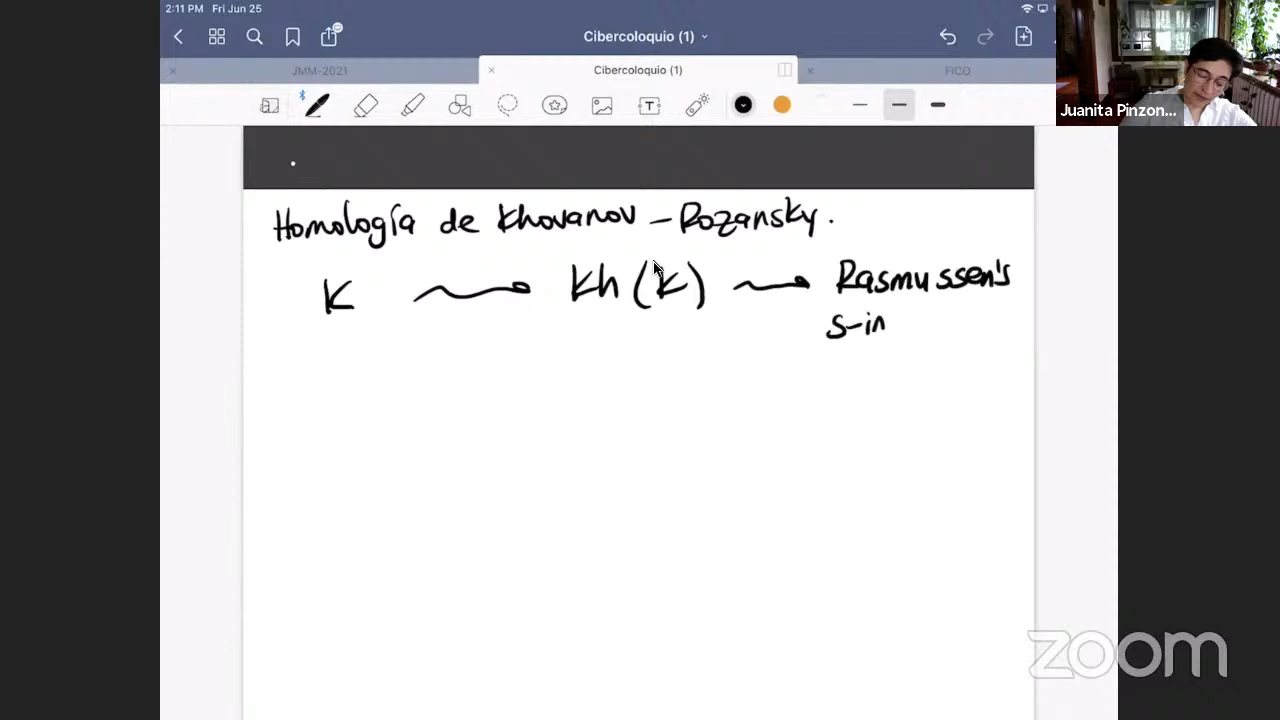 2:11 PM Fri Jun 25
Cibercoloquio (1)
JMM-2021
Cibercoloquio (1)
FICO
T
Juanita Pinzon...
Homología de Khovanov - Rozansky.
K Kh (K) Rasmussen's
s-in
zoom